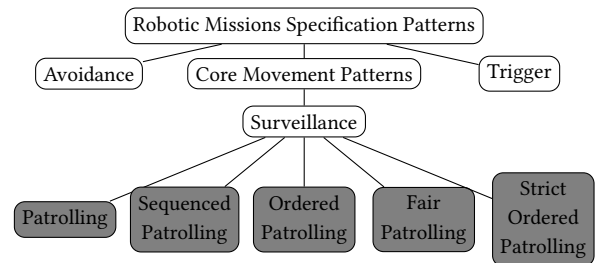 Robotic Missions Specification Patterns
Avoidance
Core Movement Patterns
Trigger
Surveillance
Patrolling
Sequenced
Patrolling
Ordered
Patrolling
Fair
Patrolling
Strict
Ordered
Patrolling